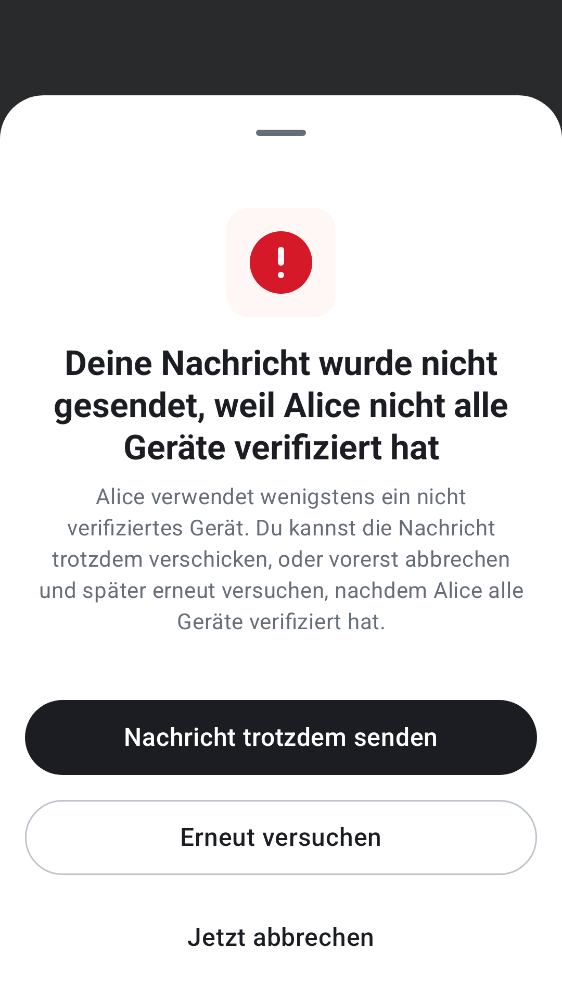 Deine Nachricht wurde nicht
gesendet, weil Alice nicht alle
Geräte verifiziert hat
Alice verwendet wenigstens ein nicht
verifiziertes Gerät. Du kannst die Nachricht
trotzdem verschicken, oder vorerst abbrechen
und später erneut versuchen, nachdem Alice alle
Geräte verifiziert hat.
Nachricht trotzdem senden
Erneut versuchen
Jetzt abbrechen